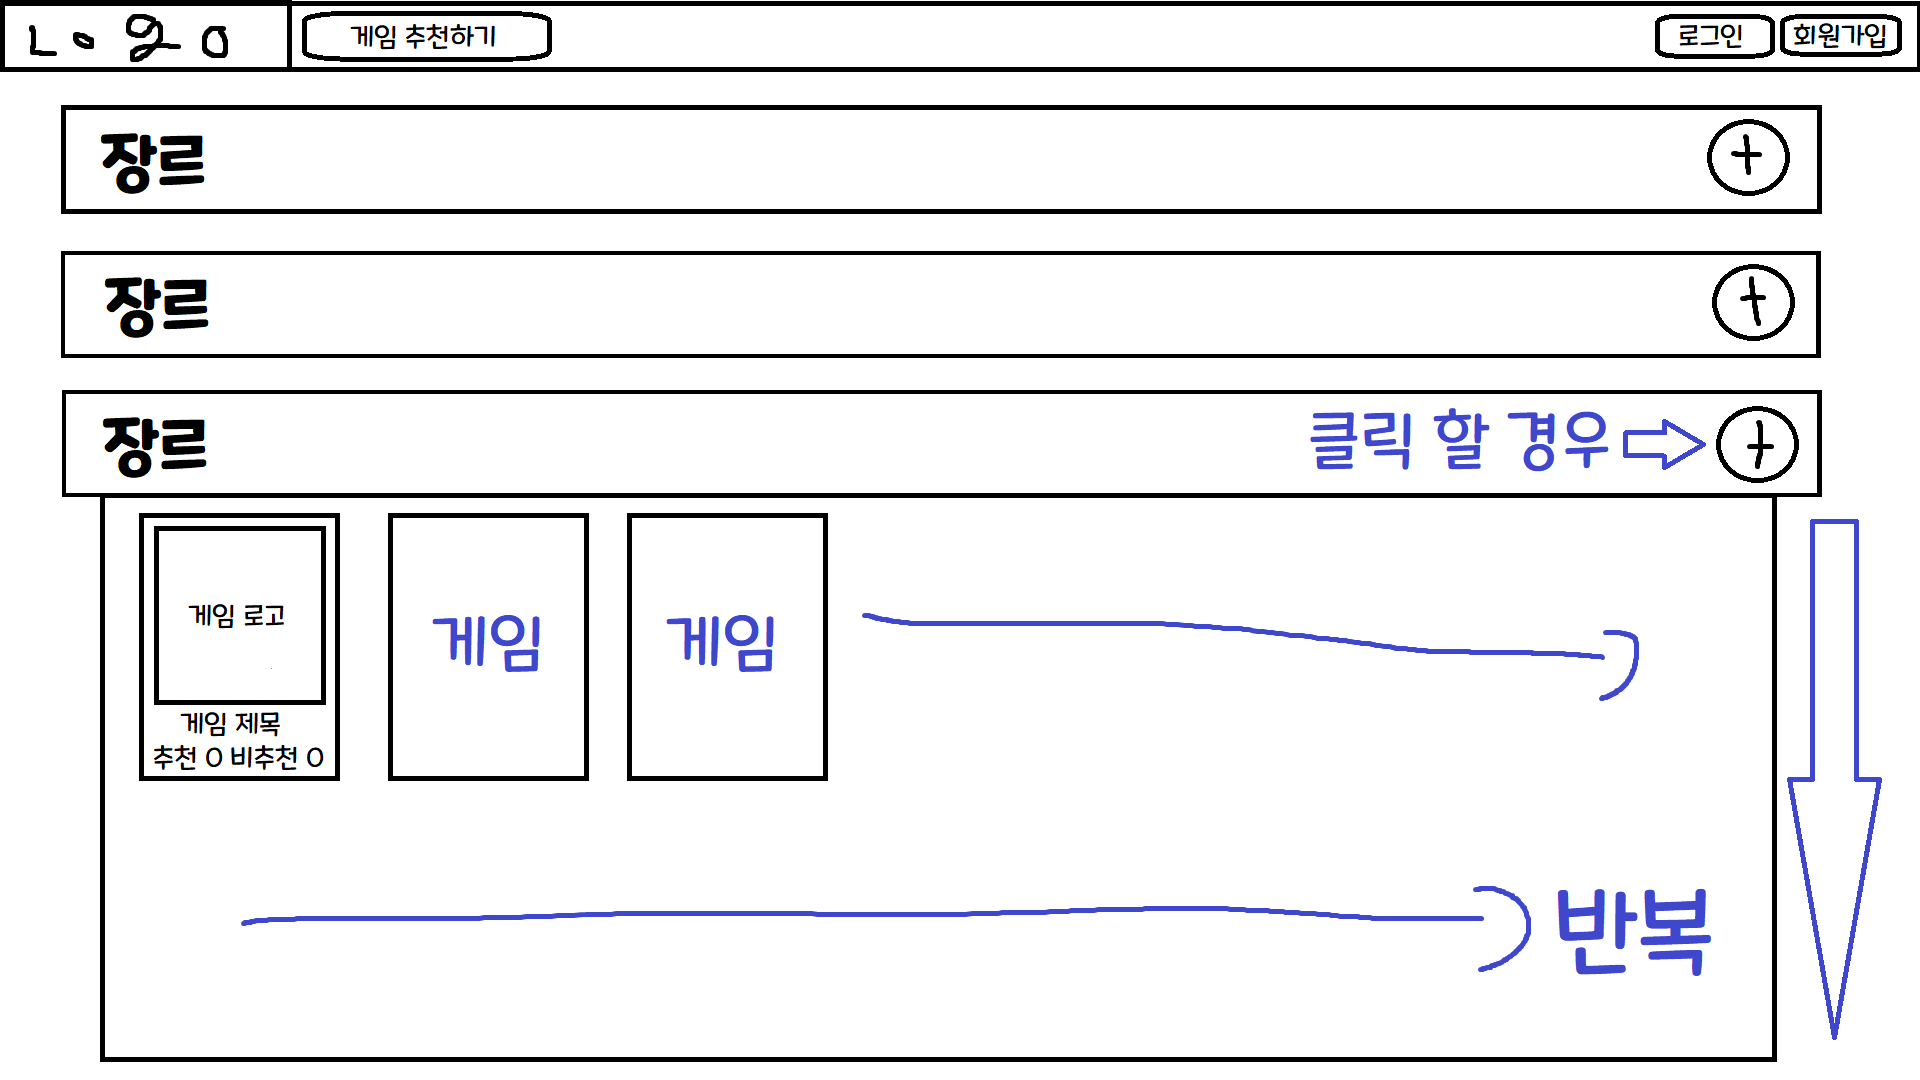 Logo 게임 추천하기 로그인 회원가입
장르 +
장르 +
장르 클릭 할 경우 +
게임 로고 게임 게임
게임 제목
추천 0 비추천 0
반복